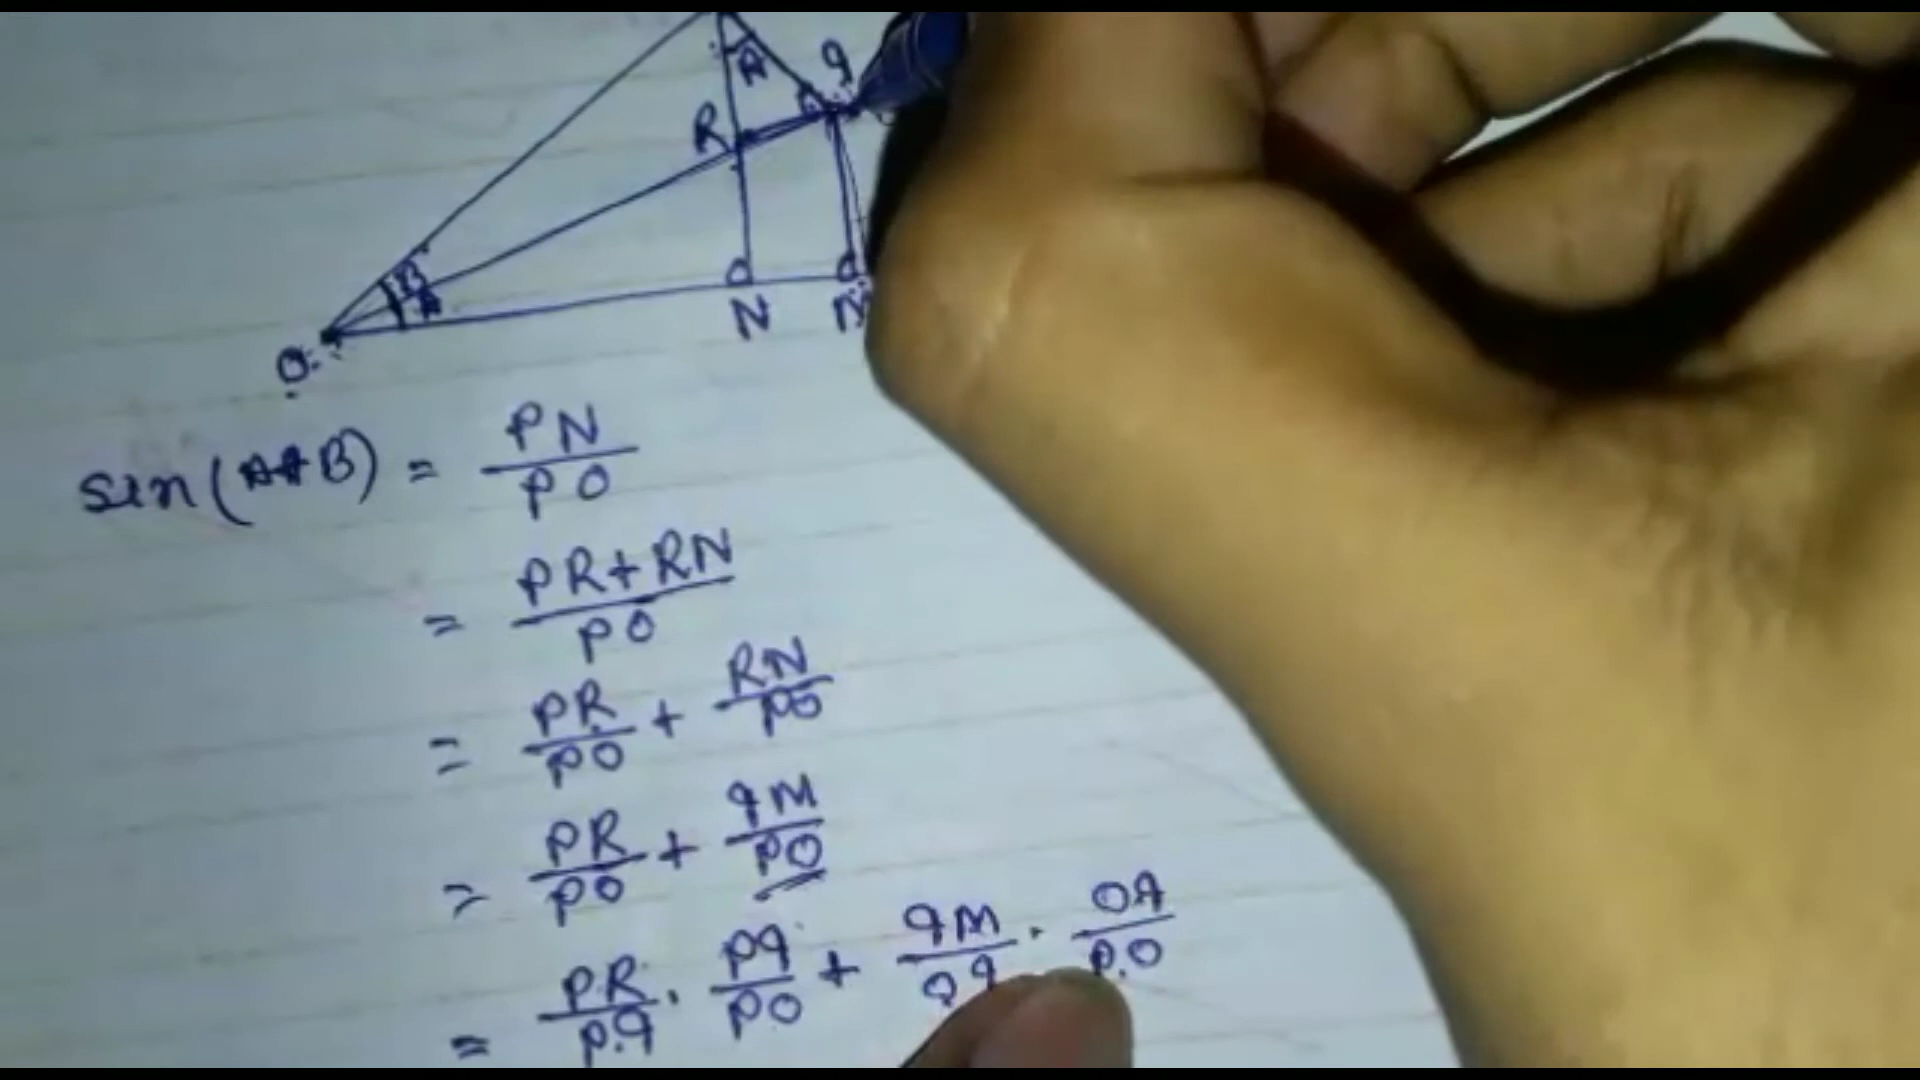 A
q
R
B
A
N
M
O
sin(A+B) = PN/PO
= PR+RN/PO
= PR/PO + RN/PO
= PR/PO + qM/PO
= PR/Pq . Pq/PO + qM/Oq . Oq/PO